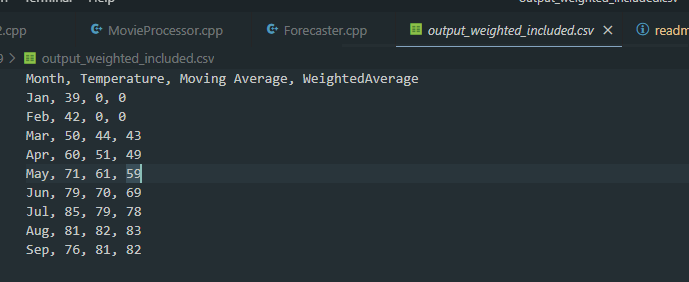 output_weighted_included.csv
2.cpp MovieProcessor.cpp Forecaster.cpp output_weighted_included.csv readm
9 > output_weighted_included.csv
Month, Temperature, Moving Average, WeightedAverage
Jan, 39, 0, 0
Feb, 42, 0, 0
Mar, 50, 44, 43
Apr, 60, 51, 49
May, 71, 61, 59
Jun, 79, 70, 69
Jul, 85, 79, 78
Aug, 81, 82, 83
Sep, 76, 81, 82